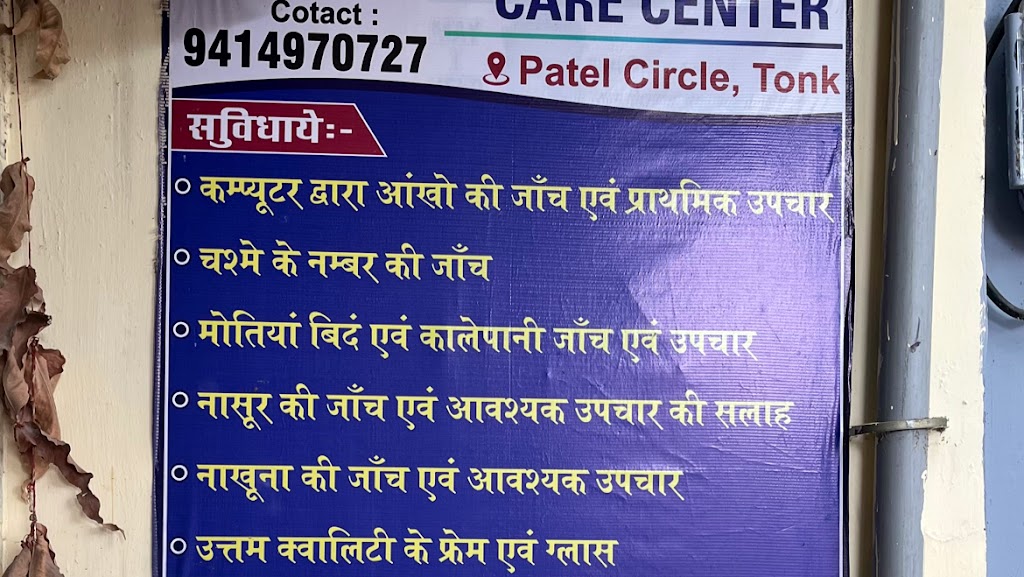 Cotact :
9414970727
CARE CENTER
Patel Circle, Tonk
सुविधाये:-
कम्प्यूटर द्वारा आंखो की जाँच एवं प्राथमिक उपचार
चश्मे के नम्बर की जाँच
मोतियां बिदं एवं कालेपानी जाँच एवं उपचार
नासूर की जाँच एवं आवश्यक उपचार की सलाह
नाखूना की जाँच एवं आवश्यक उपचार
उत्तम क्वालिटी के फ्रेम एवं ग्लास